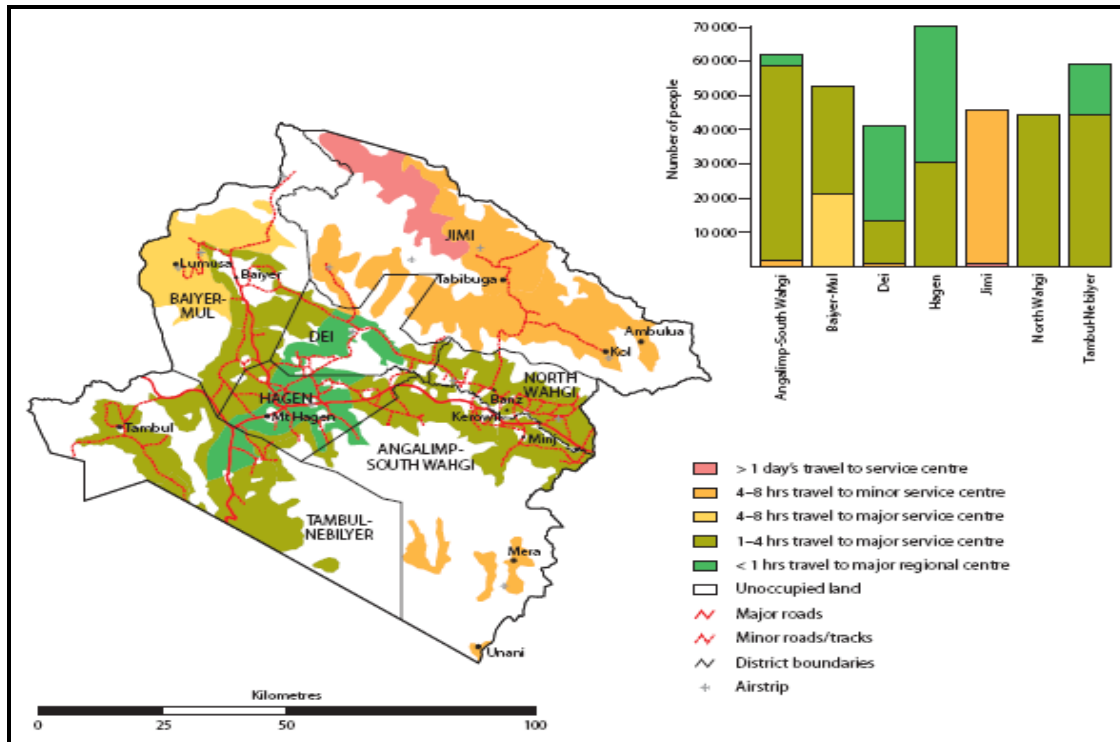 70 000
60 000
50 000
40 000
30 000
20 000
10 000
Number of people
Angalimp-South Wahgi
Baiyer-Mul
Dei
Hagen
Jimi
North Wahgi
Tambul-Nebilyer
JIMI
Lumusa
Baiyer
Tabibuga
BAIYER-
MUL
Ambulua
DEI
Kol
NORTH
WAHGI
HAGEN
Banz
Mt Hagen
Kerowil
Tambul
Minj
ANGALIMP-
SOUTH WAHGI
TAMBUL-
NEBILYER
Mera
Unani
> 1 day's travel to service centre
4–8 hrs travel to minor service centre
4–8 hrs travel to major service centre
1–4 hrs travel to major service centre
< 1 hrs travel to major regional centre
Unoccupied land
Major roads
Minor roads/tracks
District boundaries
Airstrip
Kilometres
0 25 50 100